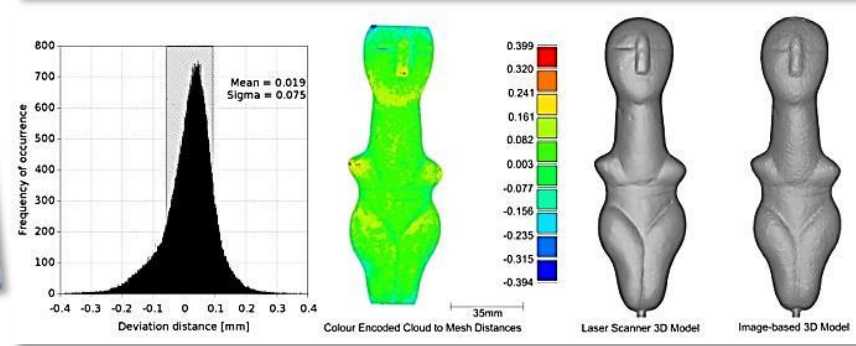 800
700
600
500
400
300
200
100
0
Frequency of occurrence
-0.4 -0.3 -0.2 -0.1 0 0.1 0.2 0.3 0.4
Deviation distance [mm]
Mean = 0.019
Sigma = 0.075
35mm
Colour Encoded Cloud to Mesh Distances
0.399
0.320
0.241
0.161
0.082
0.003
-0.077
-0.156
-0.235
-0.315
-0.394
Laser Scanner 3D Model
Image-based 3D Model